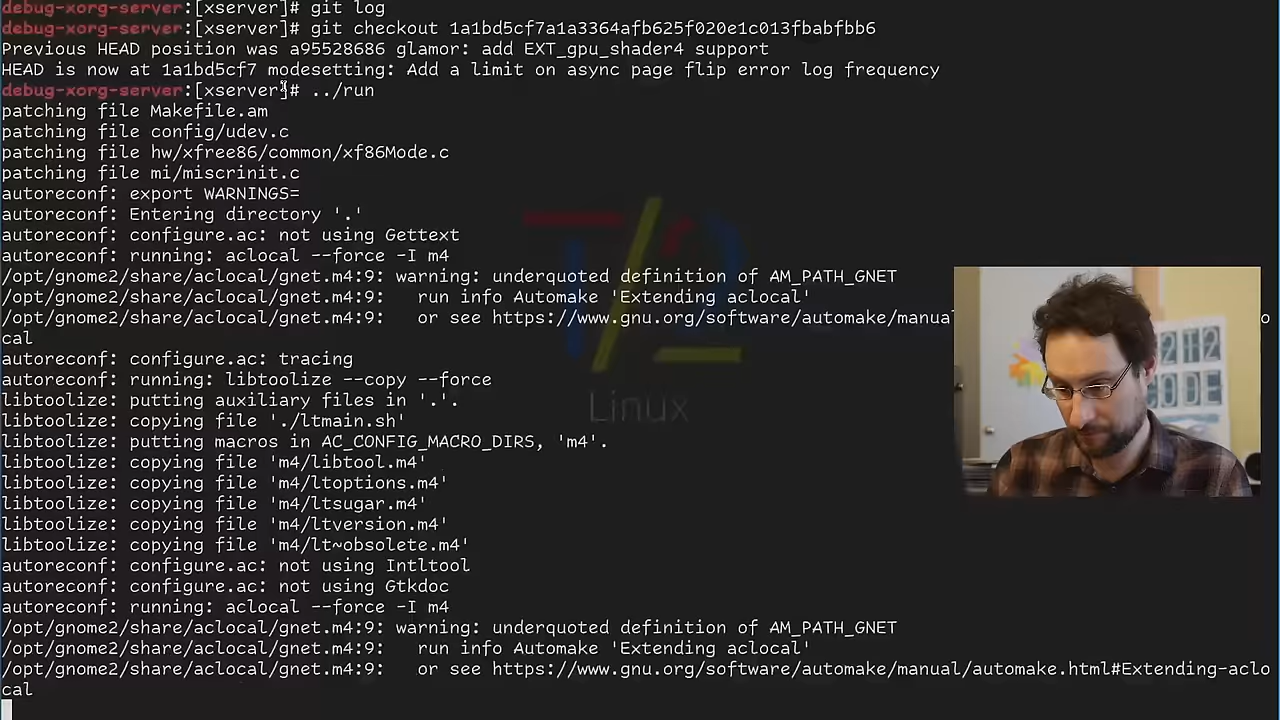 debug-xorg-server:[xserver]# git log
debug-xorg-server:[xserver]# git checkout 1a1bd5cf7a1a3364afb625f020e1c013fbabfbb6
Previous HEAD position was a95528686 glamor: add EXT_gpu_shader4 support
HEAD is now at 1a1bd5cf7 modesetting: Add a limit on async page flip error log frequency
debug-xorg-server:[xserver]# ../run
patching file Makefile.am
patching file config/udev.c
patching file hw/xfree86/common/xf86Mode.c
patching file mi/miscrinit.c
autoreconf: export WARNINGS=
autoreconf: Entering directory '.'
autoreconf: configure.ac: not using Gettext
autoreconf: running: aclocal --force -I m4
/opt/gnome2/share/aclocal/gnet.m4:9: warning: underquoted definition of AM_PATH_GNET
/opt/gnome2/share/aclocal/gnet.m4:9:   run info Automake 'Extending aclocal'
/opt/gnome2/share/aclocal/gnet.m4:9:   or see https://www.gnu.org/software/automake/manual
o
cal
autoreconf: configure.ac: tracing
autoreconf: running: libtoolize --copy --force
libtoolize: putting auxiliary files in '.'.
libtoolize: copying file './ltmain.sh'
libtoolize: putting macros in AC_CONFIG_MACRO_DIRS, 'm4'.
libtoolize: copying file 'm4/libtool.m4'
libtoolize: copying file 'm4/ltoptions.m4'
libtoolize: copying file 'm4/ltsugar.m4'
libtoolize: copying file 'm4/ltversion.m4'
libtoolize: copying file 'm4/lt~obsolete.m4'
autoreconf: configure.ac: not using Intltool
autoreconf: configure.ac: not using Gtkdoc
autoreconf: running: aclocal --force -I m4
/opt/gnome2/share/aclocal/gnet.m4:9: warning: underquoted definition of AM_PATH_GNET
/opt/gnome2/share/aclocal/gnet.m4:9:   run info Automake 'Extending aclocal'
/opt/gnome2/share/aclocal/gnet.m4:9:   or see https://www.gnu.org/software/automake/manual/automake.html#Extending-aclo
cal
T/2
Linux
CODE